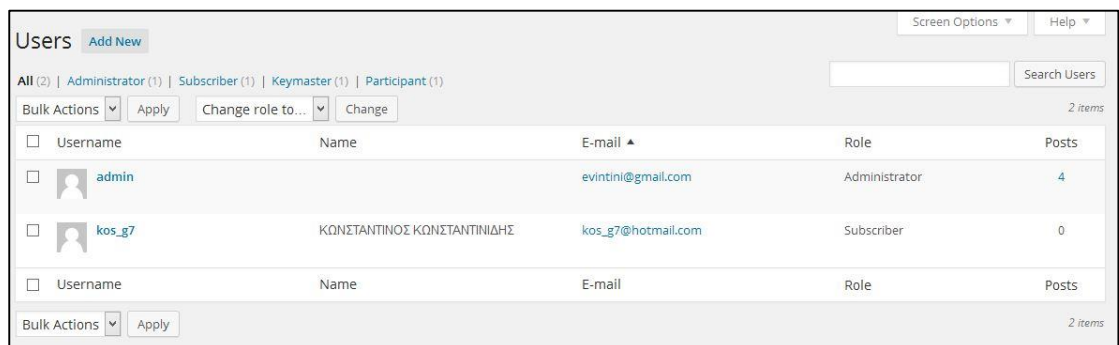 Screen Options ▼ Help ▼
Users Add New
All (2) | Administrator (1) | Subscriber (1) | Keymaster (1) | Participant (1)
Search Users
Bulk Actions Apply Change role to... Change 2 items
Username Name E-mail ▲ Role Posts
admin evintini@gmail.com Administrator 4
kos_g7 ΚΩΝΣΤΑΝΤΙΝΟΣ ΚΩΝΣΤΑΝΤΙΝΙΔΗΣ kos_g7@hotmail.com Subscriber 0
Username Name E-mail Role Posts
Bulk Actions Apply 2 items